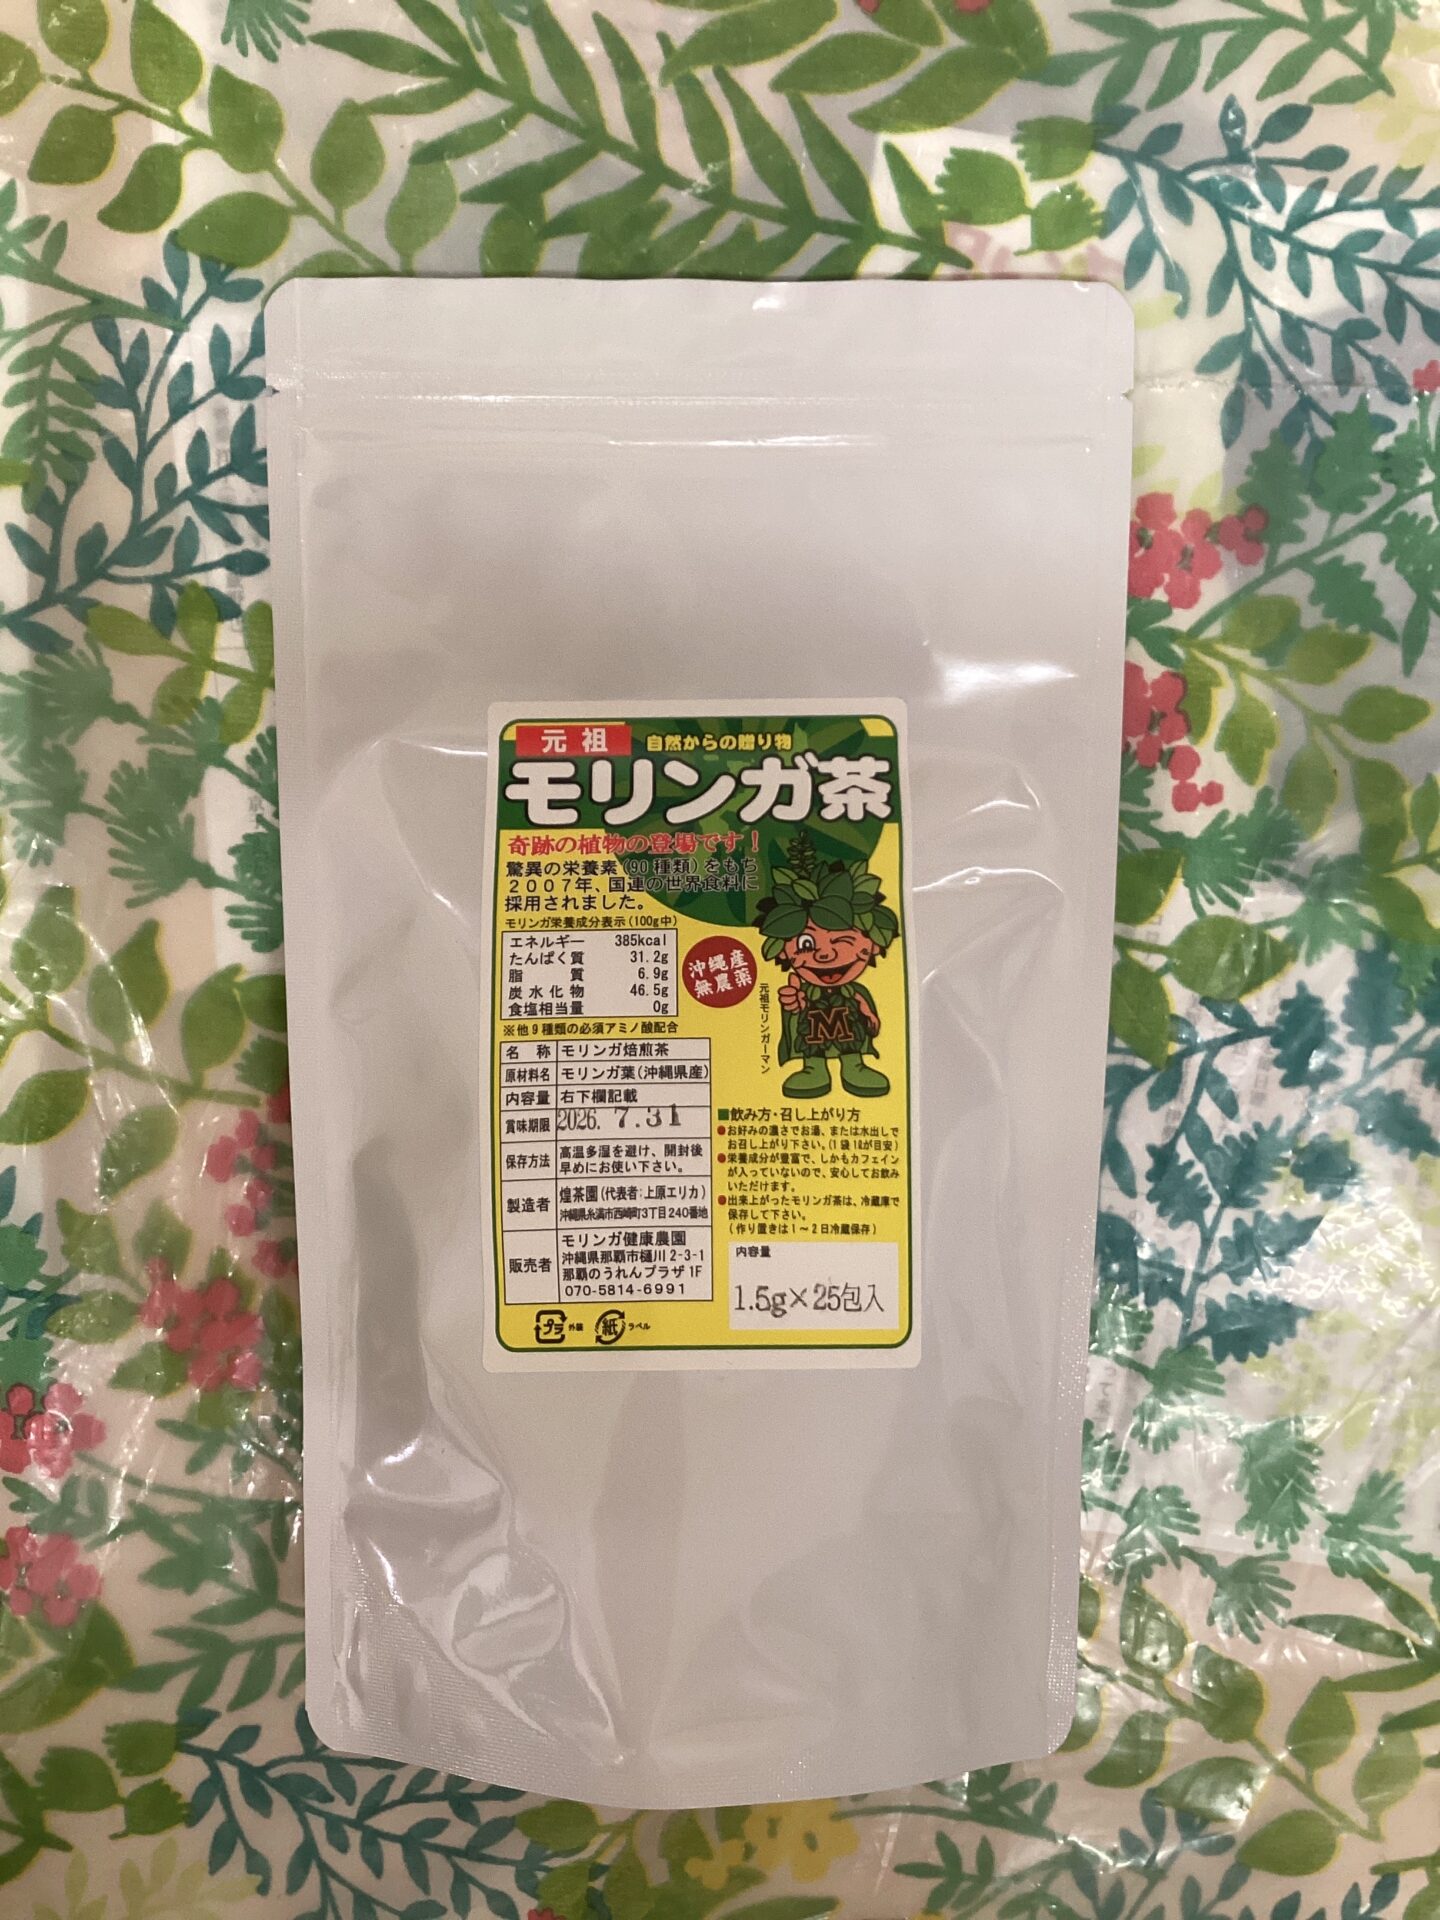 元祖
自然からの贈り物
モリンガ茶
奇跡の植物の登場です！
驚異の栄養素(90種類)をもち
2007年、国連の世界食料に
採用されました。
モリンガ栄養成分表示(100g中)
エネルギー 385kcal
たんぱく質 31.2g
脂質 6.9g
炭水化物 46.5g
食塩相当量 0g
※他9種類の必須アミノ酸配合
沖縄産
無農薬
元祖モリンガーマン
M
名称 モリンガ焙煎茶
原材料名 モリンガ葉(沖縄県産)
内容量 右下欄記載
賞味期限 2026. 7.31
保存方法 高温多湿を避け、開封後
早めにお使い下さい。
製造者 煌茶園(代表者:上原エリカ)
沖縄県糸満市西崎町3丁目240番地
販売者 モリンガ健康農園
沖縄県那覇市樋川2-3-1
那覇のうれんプラザ1F
070-5814-6991
プラ 外装
紙 ラベル
■飲み方・召し上がり方
●お好みの濃さでお湯、または水出しで
お召し上がり下さい。(1袋1ℓが目安)
●栄養成分が豊富で、しかもカフェイン
が入っていないので、安心してお飲み
いただけます。
●出来上がったモリンガ茶は、冷蔵庫で
保存して下さい。
(作り置きは1～2日冷蔵保存)
内容量
1.5g×25包入